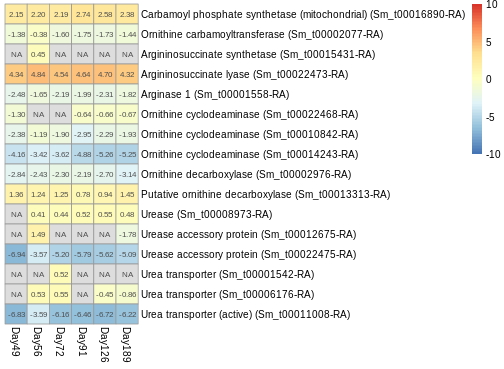 2.15 2.20 2.19 2.74 2.58 2.38 Carbamoyl phosphate synthetase (mitochondrial) (Sm_t00016890-RA)
-1.38 -0.38 -1.60 -1.75 -1.73 -1.44 Ornithine carbamoyltransferase (Sm_t00002077-RA)
NA 0.45 NA NA NA NA Argininosuccinate synthetase (Sm_t00015431-RA)
4.34 4.84 4.54 4.64 4.70 4.32 Argininosuccinate lyase (Sm_t00022473-RA)
-2.48 -1.65 -2.19 -1.99 -2.31 -1.82 Arginase 1 (Sm_t00001558-RA)
-1.30 NA NA -0.64 -0.66 -0.67 Ornithine cyclodeaminase (Sm_t00022468-RA)
-2.38 -1.19 -1.90 -2.95 -2.29 -1.93 Ornithine cyclodeaminase (Sm_t00010842-RA)
-4.16 -3.42 -3.62 -4.88 -5.26 -5.25 Ornithine cyclodeaminase (Sm_t00014243-RA)
-2.84 -2.43 -2.30 -2.19 -2.70 -3.14 Ornithine decarboxylase (Sm_t00002976-RA)
1.36 1.24 1.25 0.78 0.94 1.45 Putative ornithine decarboxylase (Sm_t00013313-RA)
NA 0.41 0.44 0.52 0.55 0.48 Urease (Sm_t00008973-RA)
NA 1.49 NA NA NA -1.78 Urease accessory protein (Sm_t00012675-RA)
-6.94 -3.57 -5.20 -5.79 -5.62 -5.09 Urease accessory protein (Sm_t00022475-RA)
NA NA 0.52 NA NA NA Urea transporter (Sm_t00001542-RA)
NA 0.53 0.55 NA -0.45 -0.86 Urea transporter (Sm_t00006176-RA)
-6.83 -3.59 -6.16 -6.46 -6.72 -6.22 Urea transporter (active) (Sm_t00011008-RA)
Day49 Day56 Day72 Day91 Day126 Day189
10
5
0
-5
-10